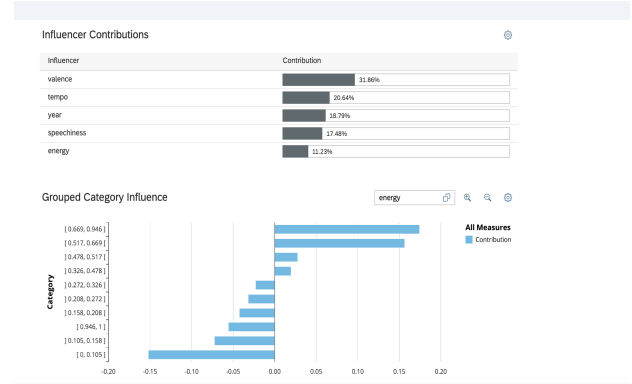 Influencer Contributions
Influencer Contribution
valence 31.86%
tempo 20.64%
year 18.79%
speechiness 17.48%
energy 11.23%
Grouped Category Influence
energy
All Measures
Contribution
Category
[ 0.669, 0.946 ]
[ 0.517, 0.669 [
[ 0.478, 0.517 [
[ 0.326, 0.478 [
[ 0.272, 0.326 [
[ 0.208, 0.272 [
[ 0.158, 0.208 [
] 0.946, 1 ]
[ 0.105, 0.158 [
[ 0, 0.105 [
-0.20 -0.15 -0.10 -0.05 0.00 0.05 0.10 0.15 0.20